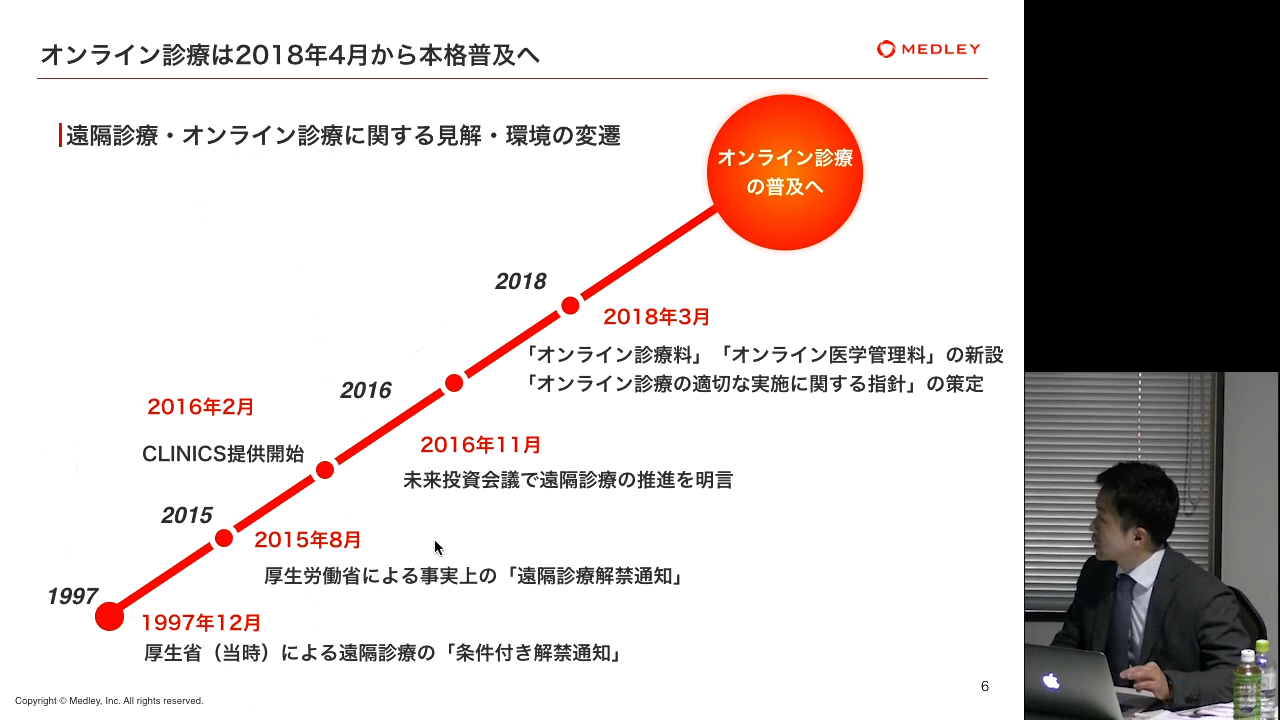 オンライン診療は2018年4月から本格普及へ
MEDLEY
遠隔診療・オンライン診療に関する見解・環境の変遷
オンライン診療
の普及へ
2018
2018年3月
「オンライン診療料」「オンライン医学管理料」の新設
「オンライン診療の適切な実施に関する指針」の策定
2016
2016年2月
CLINICS提供開始
2016年11月
未来投資会議で遠隔診療の推進を明言
2015
2015年8月
厚生労働省による事実上の「遠隔診療解禁通知」
1997
1997年12月
厚生省（当時）による遠隔診療の「条件付き解禁通知」
6
Copyright © Medley, Inc. All rights reserved.